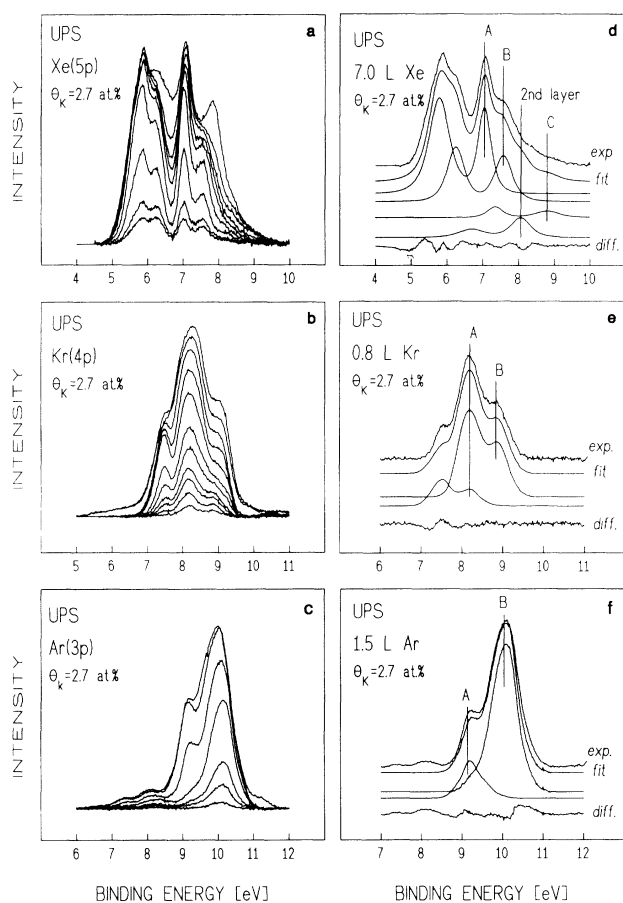 UPS a
Xe(5p)
θK=2.7 at.%
INTENSITY
4 5 6 7 8 9 10
UPS d
7.0 L Xe
θK=2.7 at.%
A
B
2nd layer
C
exp
fit
diff.
4 5 6 7 8 9 10
UPS b
Kr(4p)
θK=2.7 at.%
INTENSITY
5 6 7 8 9 10 11
UPS e
0.8 L Kr
θK=2.7 at.%
A
B
exp.
fit
diff.
6 7 8 9 10 11
UPS c
Ar(3p)
θK=2.7 at.%
INTENSITY
6 7 8 9 10 11 12
BINDING ENERGY [eV]
UPS f
1.5 L Ar
θK=2.7 at.%
B
A
exp.
fit
diff.
7 8 9 10 11 12
BINDING ENERGY [eV]